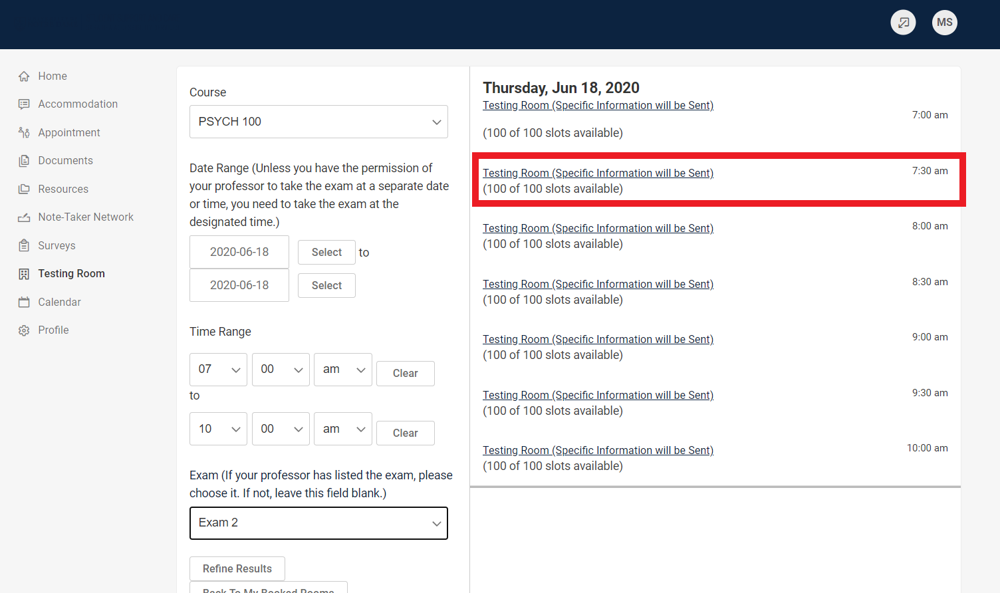 MS
Home
Accommodation
Appointment
Documents
Resources
Note-Taker Network
Surveys
Testing Room
Calendar
Profile
Course
PSYCH 100
Date Range (Unless you have the permission of
your professor to take the exam at a separate date
or time, you need to take the exam at the
designated time.)
2020-06-18 Select to
2020-06-18 Select
Time Range
07 00 am Clear
to
10 00 am Clear
Exam (If your professor has listed the exam, please
choose it. If not, leave this field blank.)
Exam 2
Refine Results
Back To My Booked Rooms
Thursday, Jun 18, 2020
Testing Room (Specific Information will be Sent)
7:00 am
(100 of 100 slots available)
Testing Room (Specific Information will be Sent) 7:30 am
(100 of 100 slots available)
Testing Room (Specific Information will be Sent) 8:00 am
(100 of 100 slots available)
Testing Room (Specific Information will be Sent) 8:30 am
(100 of 100 slots available)
Testing Room (Specific Information will be Sent) 9:00 am
(100 of 100 slots available)
Testing Room (Specific Information will be Sent) 9:30 am
(100 of 100 slots available)
Testing Room (Specific Information will be Sent) 10:00 am
(100 of 100 slots available)